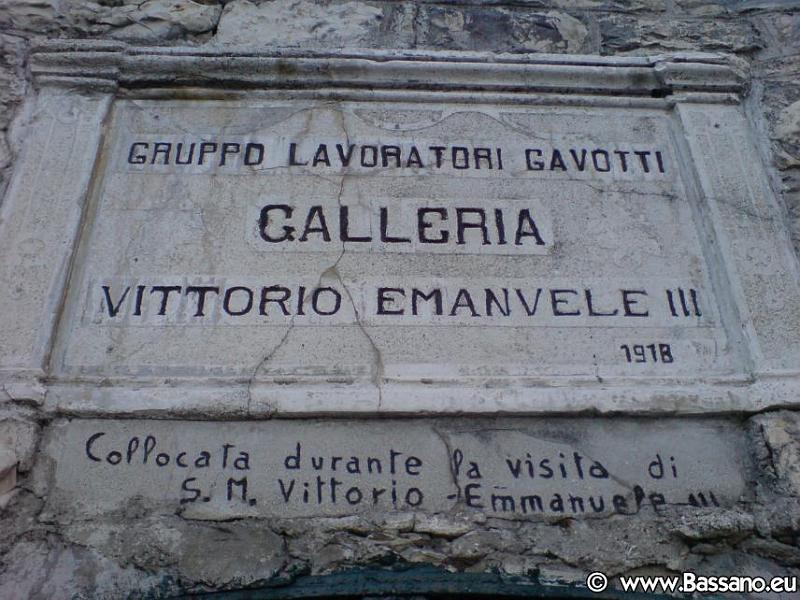 GRUPPO LAVORATORI GAVOTTI
GALLERIA
VITTORIO EMANVELE III
1918
Collocata durante la visita di
S. M. Vittorio - Emmanuele III
© www.Bassano.eu